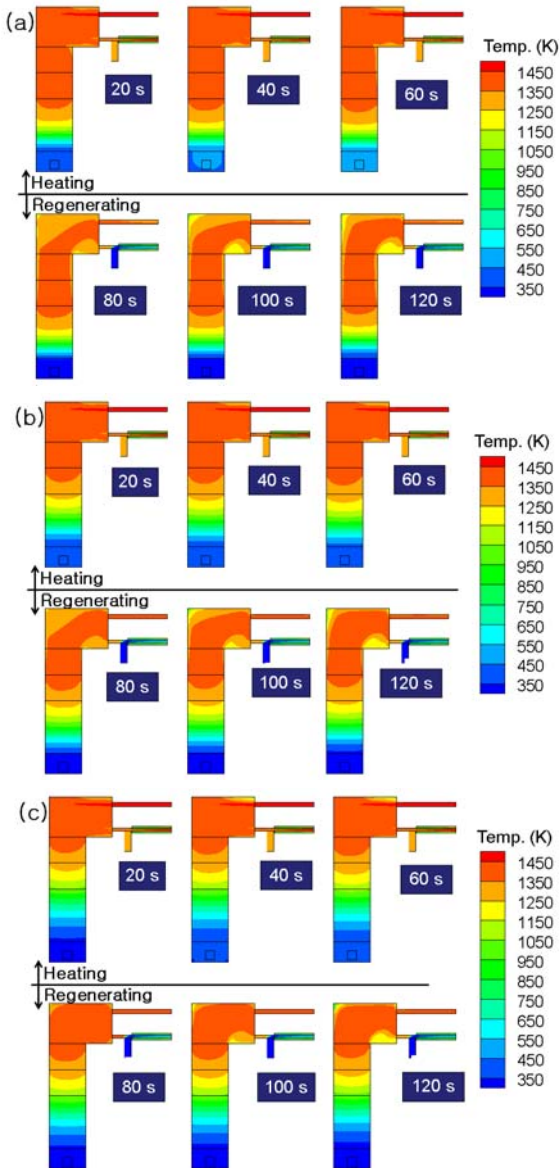 (a)
20 s
40 s
60 s
Heating
Regenerating
80 s
100 s
120 s
Temp. (K)
1450
1350
1250
1150
1050
950
850
750
650
550
450
350
(b)
20 s
40 s
60 s
Heating
Regenerating
80 s
100 s
120 s
Temp. (K)
1450
1350
1250
1150
1050
950
850
750
650
550
450
350
(c)
20 s
40 s
60 s
Heating
Regenerating
80 s
100 s
120 s
Temp. (K)
1450
1350
1250
1150
1050
950
850
750
650
550
450
350